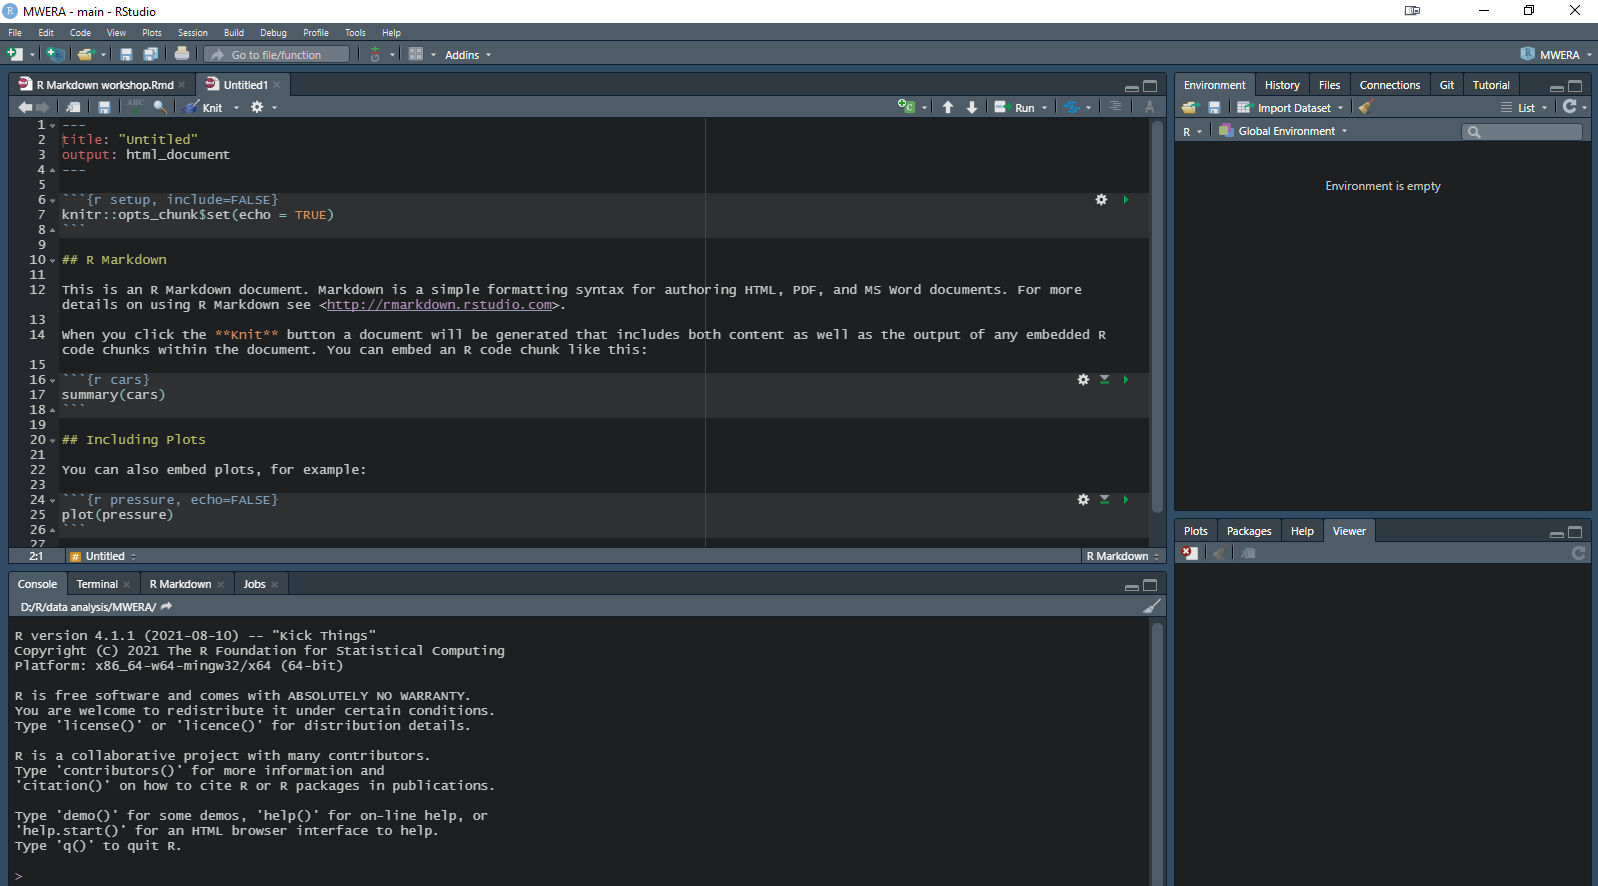 MWERA - main - RStudio
File Edit Code View Plots Session Build Debug Profile Tools Help
Go to file/function Addins MWERA
R Markdown workshop.Rmd Untitled1
ABC Knit Run
1 ---
2 title: "Untitled"
3 output: html_document
4 ---
5
6 ```{r setup, include=FALSE}
7 knitr::opts_chunk$set(echo = TRUE)
8 ```
9
10 ## R Markdown
11
12 This is an R Markdown document. Markdown is a simple formatting syntax for authoring HTML, PDF, and MS Word documents. For more
details on using R Markdown see <http://rmarkdown.rstudio.com>.
13
14 When you click the **Knit** button a document will be generated that includes both content as well as the output of any embedded R
code chunks within the document. You can embed an R code chunk like this:
15
16 ```{r cars}
17 summary(cars)
18 ```
19
20 ## Including Plots
21
22 You can also embed plots, for example:
23
24 ```{r pressure, echo=FALSE}
25 plot(pressure)
26 ```
27
2:1 # Untitled R Markdown
Console Terminal R Markdown Jobs
D:/R/data analysis/MWERA/
R version 4.1.1 (2021-08-10) -- "Kick Things"
Copyright (C) 2021 The R Foundation for Statistical Computing
Platform: x86_64-w64-mingw32/x64 (64-bit)
R is free software and comes with ABSOLUTELY NO WARRANTY.
You are welcome to redistribute it under certain conditions.
Type 'license()' or 'licence()' for distribution details.
R is a collaborative project with many contributors.
Type 'contributors()' for more information and
'citation()' on how to cite R or R packages in publications.
Type 'demo()' for some demos, 'help()' for on-line help, or
'help.start()' for an HTML browser interface to help.
Type 'q()' to quit R.
>
Environment History Files Connections Git Tutorial
Import Dataset List
R Global Environment
Environment is empty
Plots Packages Help Viewer